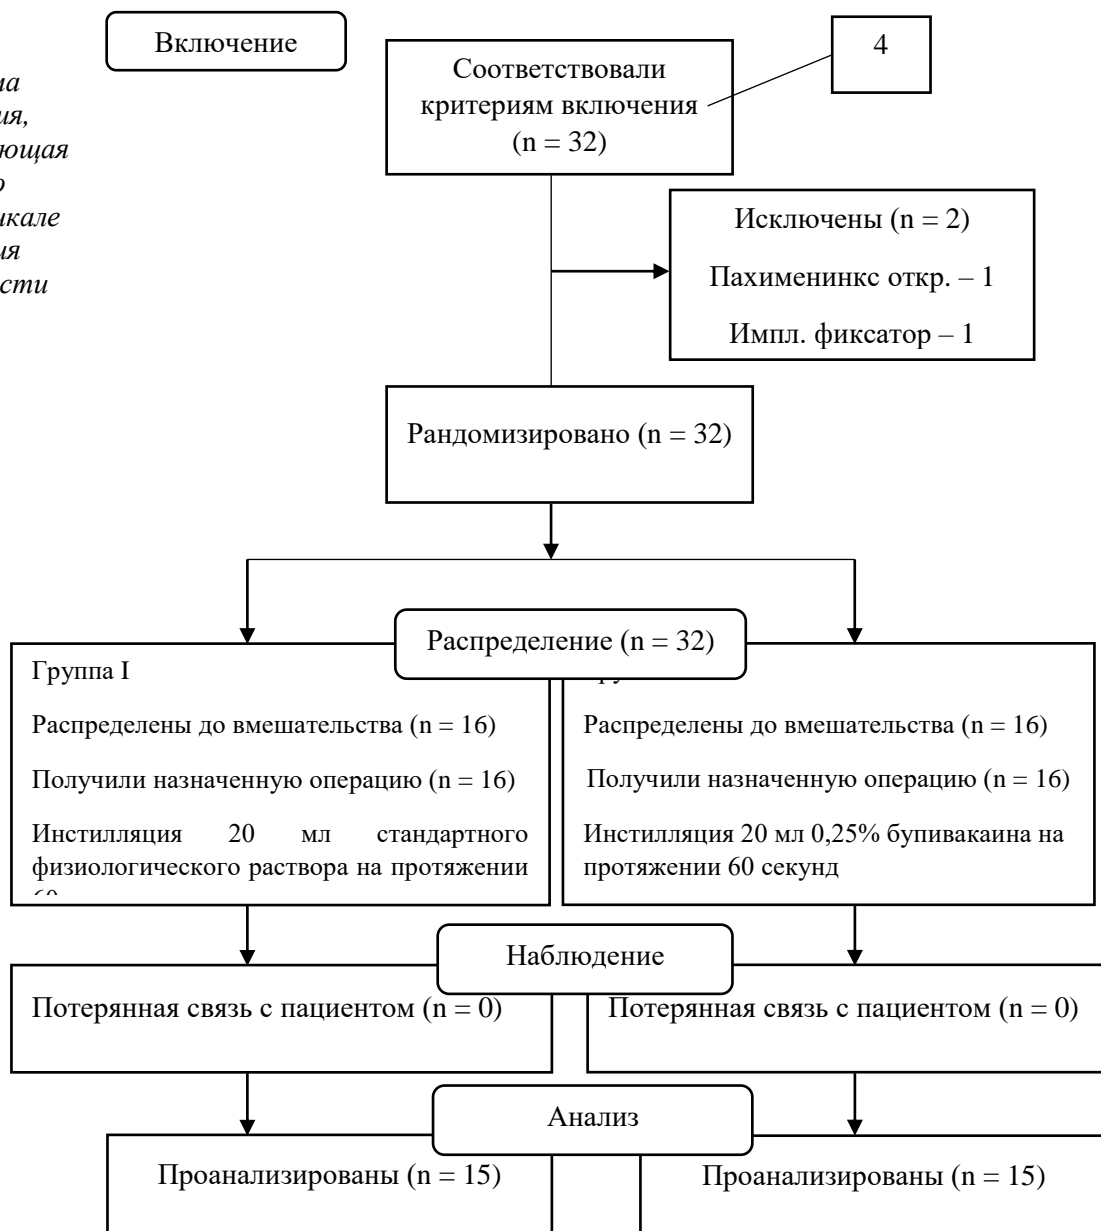 Включение
4
Соответствовали
критериям включения
(n = 32)
Исключены (n = 2)
Пахименинкс откр. – 1
Импл. фиксатор – 1
Рандомизировано (n = 32)
Распределение (n = 32)
Группа I
Распределены до вмешательства (n = 16)
Получили назначенную операцию (n = 16)
Инстилляция 20 мл стандартного
физиологического раствора на протяжении
Распределены до вмешательства (n = 16)
Получили назначенную операцию (n = 16)
Инстилляция 20 мл 0,25% бупивакаина на
протяжении 60 секунд
Наблюдение
Потерянная связь с пациентом (n = 0)
Потерянная связь с пациентом (n = 0)
Анализ
Проанализированы (n = 15)
Проанализированы (n = 15)